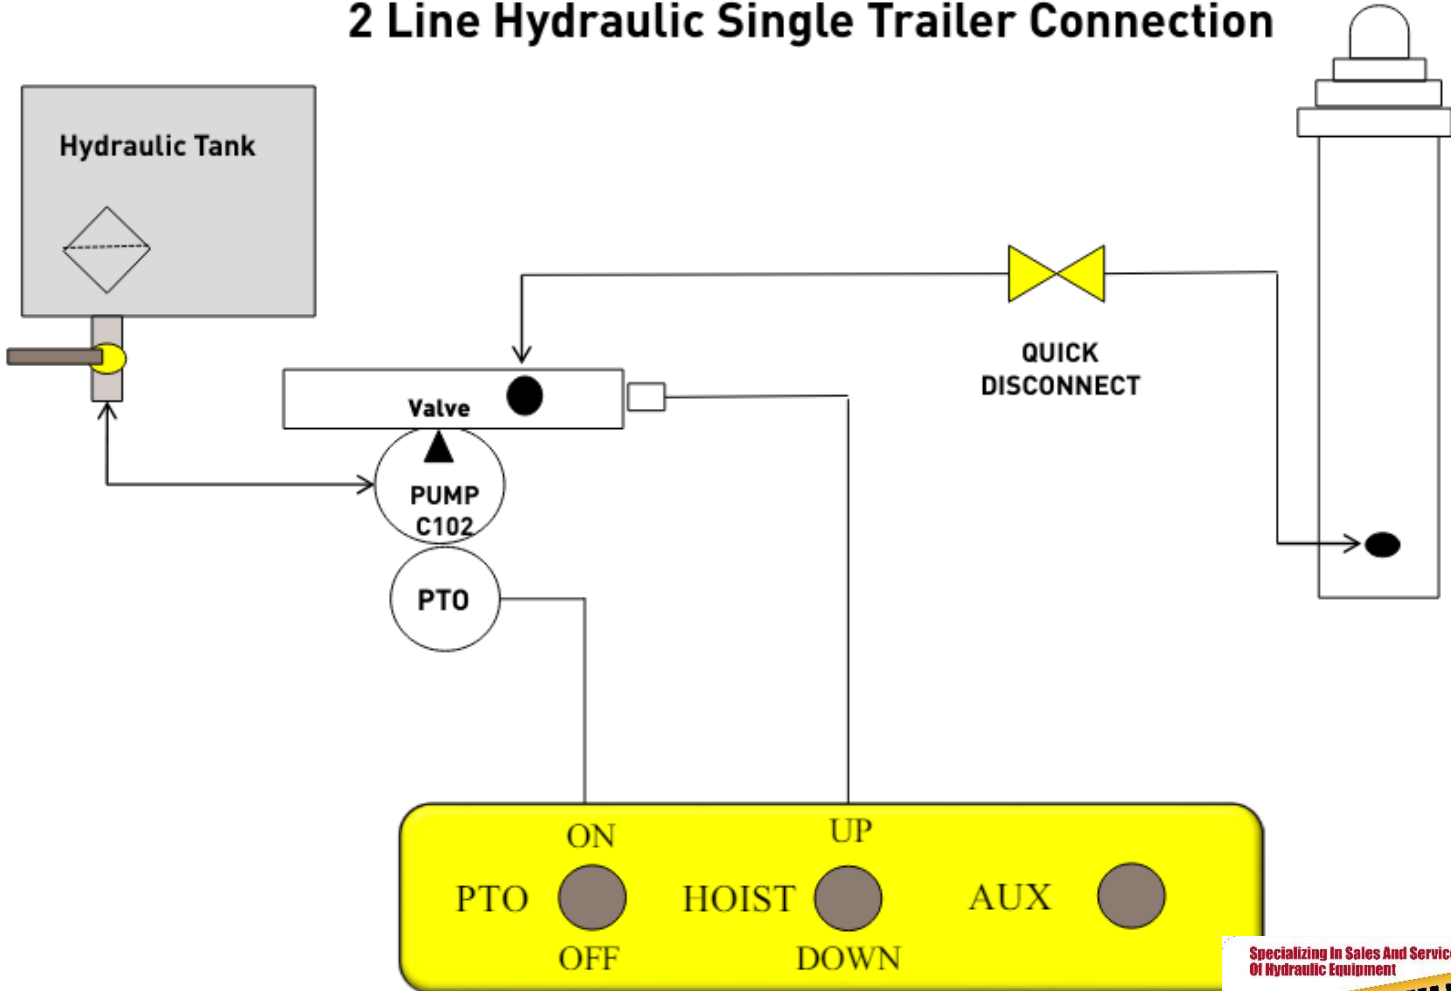 2 Line Hydraulic Single Trailer Connection
Hydraulic Tank
QUICK
DISCONNECT
Valve
PUMP
C102
PTO
ON
UP
PTO
HOIST
AUX
OFF
DOWN
Specializing In Sales And
Of Hydraulic Equipment